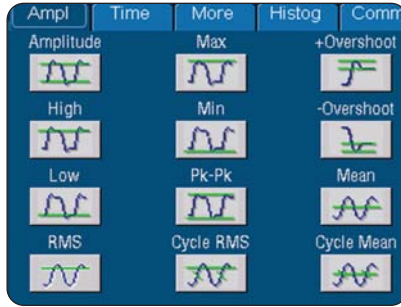 Ampl Time More Histog Comm
Amplitude Max +Overshoot
High Min -Overshoot
Low Pk-Pk Mean
RMS Cycle RMS Cycle Mean